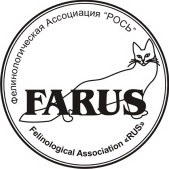 Фелинологическая Ассоциация "РОСЬ"
FARUS
Felinological Association «RUS»